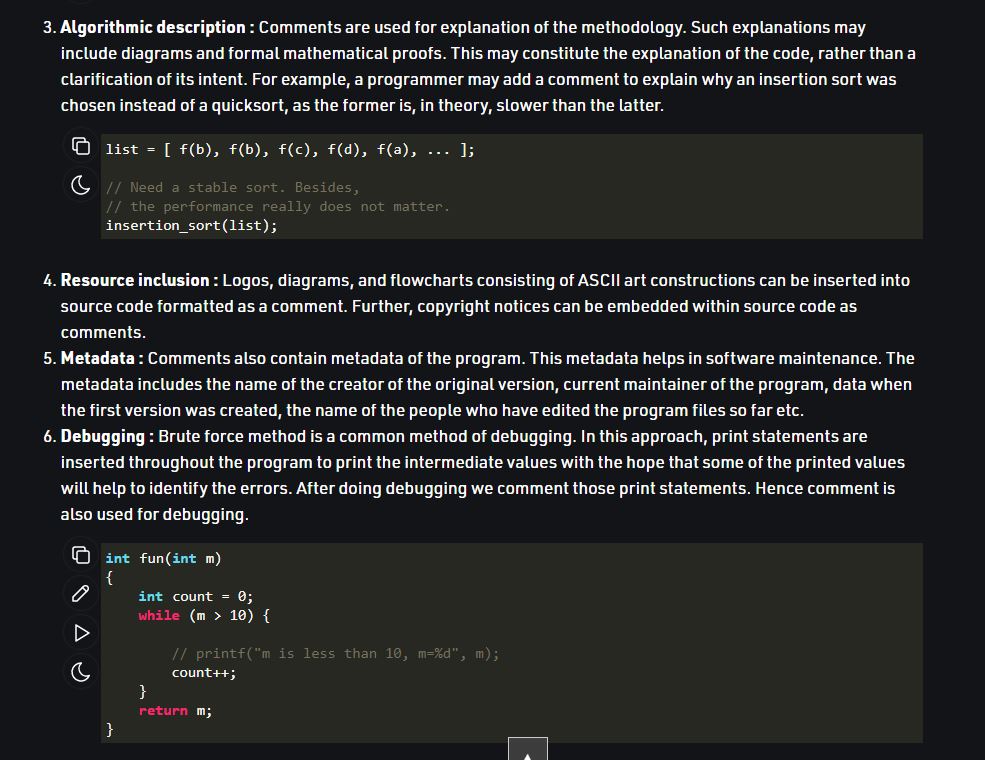 3. Algorithmic description : Comments are used for explanation of the methodology. Such explanations may
include diagrams and formal mathematical proofs. This may constitute the explanation of the code, rather than a
clarification of its intent. For example, a programmer may add a comment to explain why an insertion sort was
chosen instead of a quicksort, as the former is, in theory, slower than the latter.
list = [ f(b), f(b), f(c), f(d), f(a), ... ];
// Need a stable sort. Besides,
// the performance really does not matter.
insertion_sort(list);
4. Resource inclusion : Logos, diagrams, and flowcharts consisting of ASCII art constructions can be inserted into
source code formatted as a comment. Further, copyright notices can be embedded within source code as
comments.
5. Metadata : Comments also contain metadata of the program. This metadata helps in software maintenance. The
metadata includes the name of the creator of the original version, current maintainer of the program, data when
the first version was created, the name of the people who have edited the program files so far etc.
6. Debugging : Brute force method is a common method of debugging. In this approach, print statements are
inserted throughout the program to print the intermediate values with the hope that some of the printed values
will help to identify the errors. After doing debugging we comment those print statements. Hence comment is
also used for debugging.
int fun(int m)
{
    int count = 0;
    while (m > 10) {
        // printf("m is less than 10, m=%d", m);
        count++;
    }
    return m;
}